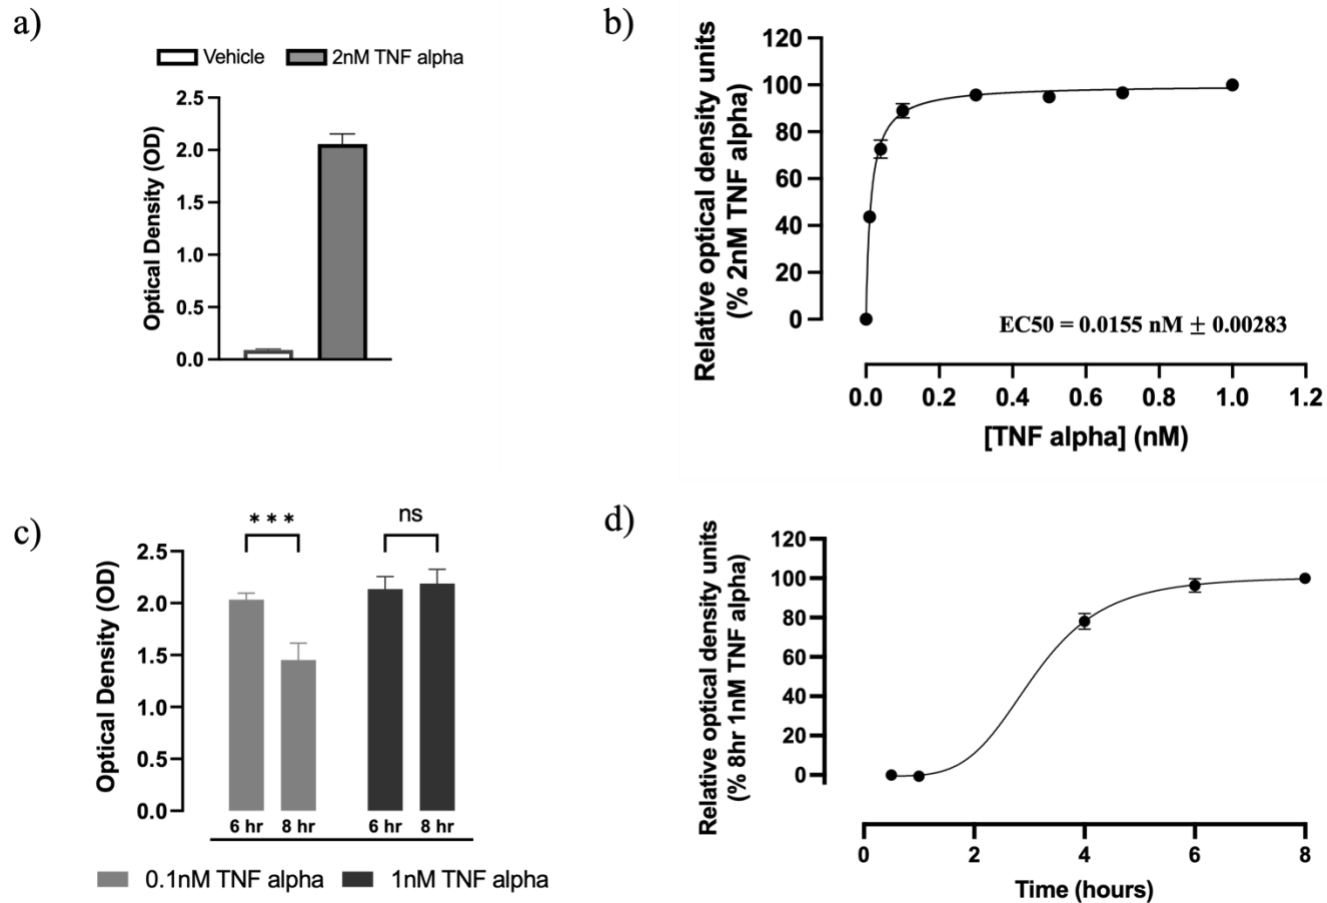 a)
Vehicle 2nM TNF alpha
Optical Density (OD)
2.5
2.0
1.5
1.0
0.5
0.0
b)
Relative optical density units
(% 2nM TNF alpha)
120
100
80
60
40
20
0
EC50 = 0.0155 nM ± 0.00283
0.0 0.2 0.4 0.6 0.8 1.0 1.2
[TNF alpha] (nM)
c)
*** ns
Optical Density (OD)
2.5
2.0
1.5
1.0
0.5
0.0
6 hr 8 hr 6 hr 8 hr
0.1nM TNF alpha 1nM TNF alpha
d)
Relative optical density units
(% 8hr 1nM TNF alpha)
120
100
80
60
40
20
0
0 2 4 6 8
Time (hours)